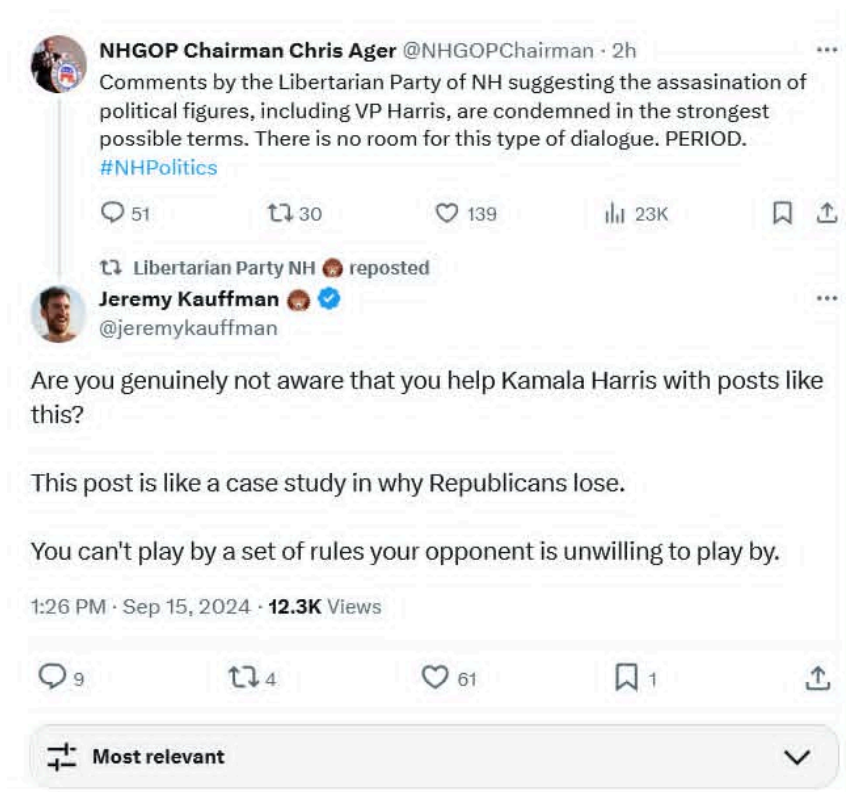 NHGOP Chairman Chris Ager @NHGOPChairman · 2h
Comments by the Libertarian Party of NH suggesting the assasination of
political figures, including VP Harris, are condemned in the strongest
possible terms. There is no room for this type of dialogue. PERIOD.
#NHPolitics
51 30 139 23K
Libertarian Party NH reposted
Jeremy Kauffman
@jeremykauffman
Are you genuinely not aware that you help Kamala Harris with posts like
this?
This post is like a case study in why Republicans lose.
You can't play by a set of rules your opponent is unwilling to play by.
1:26 PM · Sep 15, 2024 · 12.3K Views
9 4 61 1
Most relevant